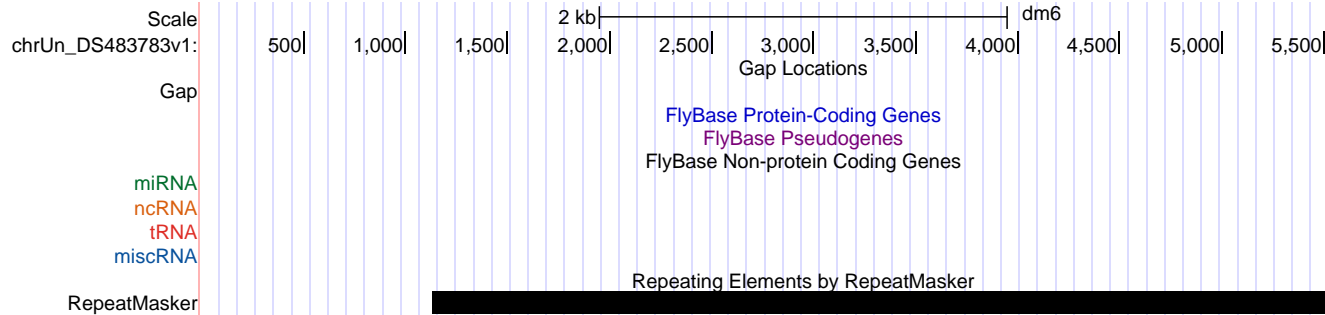 Scale 2 kb dm6
chrUn_DS483783v1: 500 1,000 1,500 2,000 2,500 3,000 3,500 4,000 4,500 5,000 5,500
Gap Locations
Gap
FlyBase Protein-Coding Genes
FlyBase Pseudogenes
FlyBase Non-protein Coding Genes
miRNA
ncRNA
tRNA
miscRNA
Repeating Elements by RepeatMasker
RepeatMasker